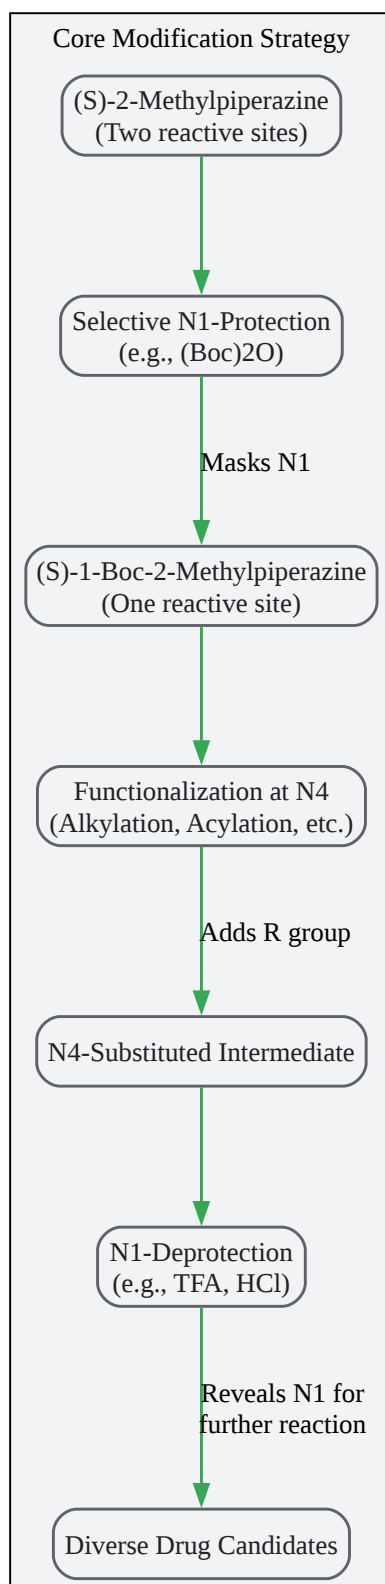 Core Modification Strategy
(S)-2-Methylpiperazine
(Two reactive sites)
Selective N1-Protection
(e.g., (Boc)2O)
Masks N1
(S)-1-Boc-2-Methylpiperazine
(One reactive site)
Functionalization at N4
(Alkylation, Acylation, etc.)
Adds R group
N4-Substituted Intermediate
N1-Deprotection
(e.g., TFA, HCl)
Reveals N1 for
further reaction
Diverse Drug Candidates